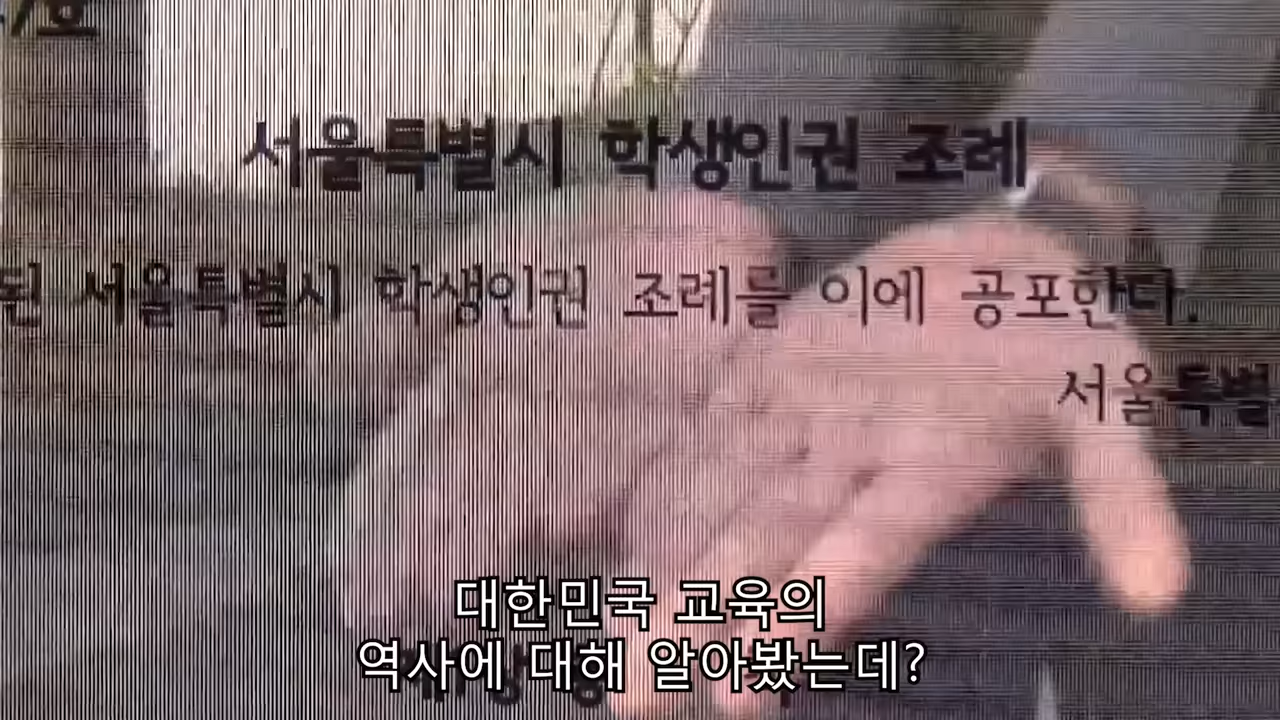 서울특별시 학생인권 조례
된 서울특별시 학생인권 조례를 이에 공포한다.
서울특별
대한민국 교육의
역사에 대해 알아봤는데?